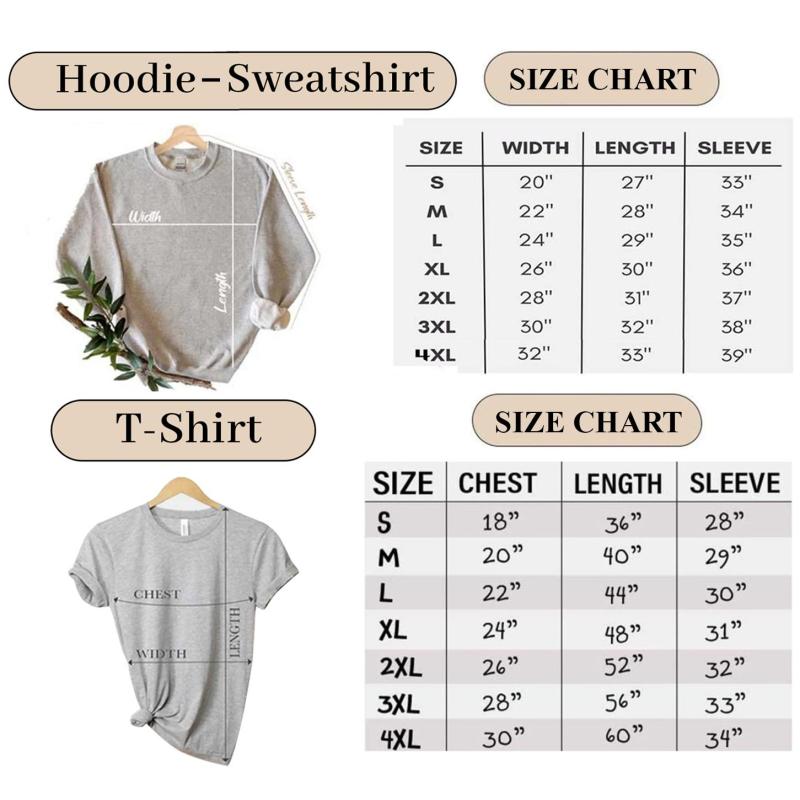 Hoodie-Sweatshirt
SIZE CHART
Width
Length
Sleeve Length
SIZE WIDTH LENGTH SLEEVE
S 20" 27" 33"
M 22" 28" 34"
L 24" 29" 35"
XL 26" 30" 36"
2XL 28" 31" 37"
3XL 30" 32" 38"
4XL 32" 33" 39"
T-Shirt
SIZE CHART
CHEST
WIDTH
LENGTH
SIZE CHEST LENGTH SLEEVE
S 18” 36” 28”
M 20” 40” 29”
L 22” 44” 30”
XL 24” 48” 31”
2XL 26” 52” 32”
3XL 28” 56” 33”
4XL 30” 60” 34”